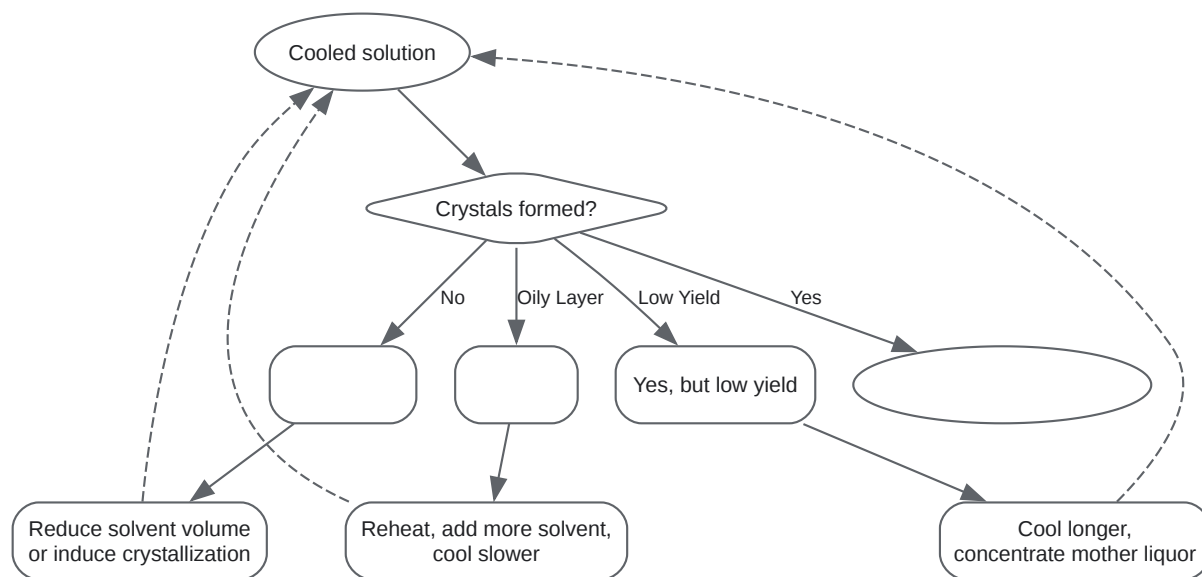 Cooled solution
Crystals formed?
No
Oily Layer
Low Yield
Yes
Yes, but low yield
Reduce solvent volume
or induce crystallization
Reheat, add more solvent,
cool slower
Cool longer,
concentrate mother liquor